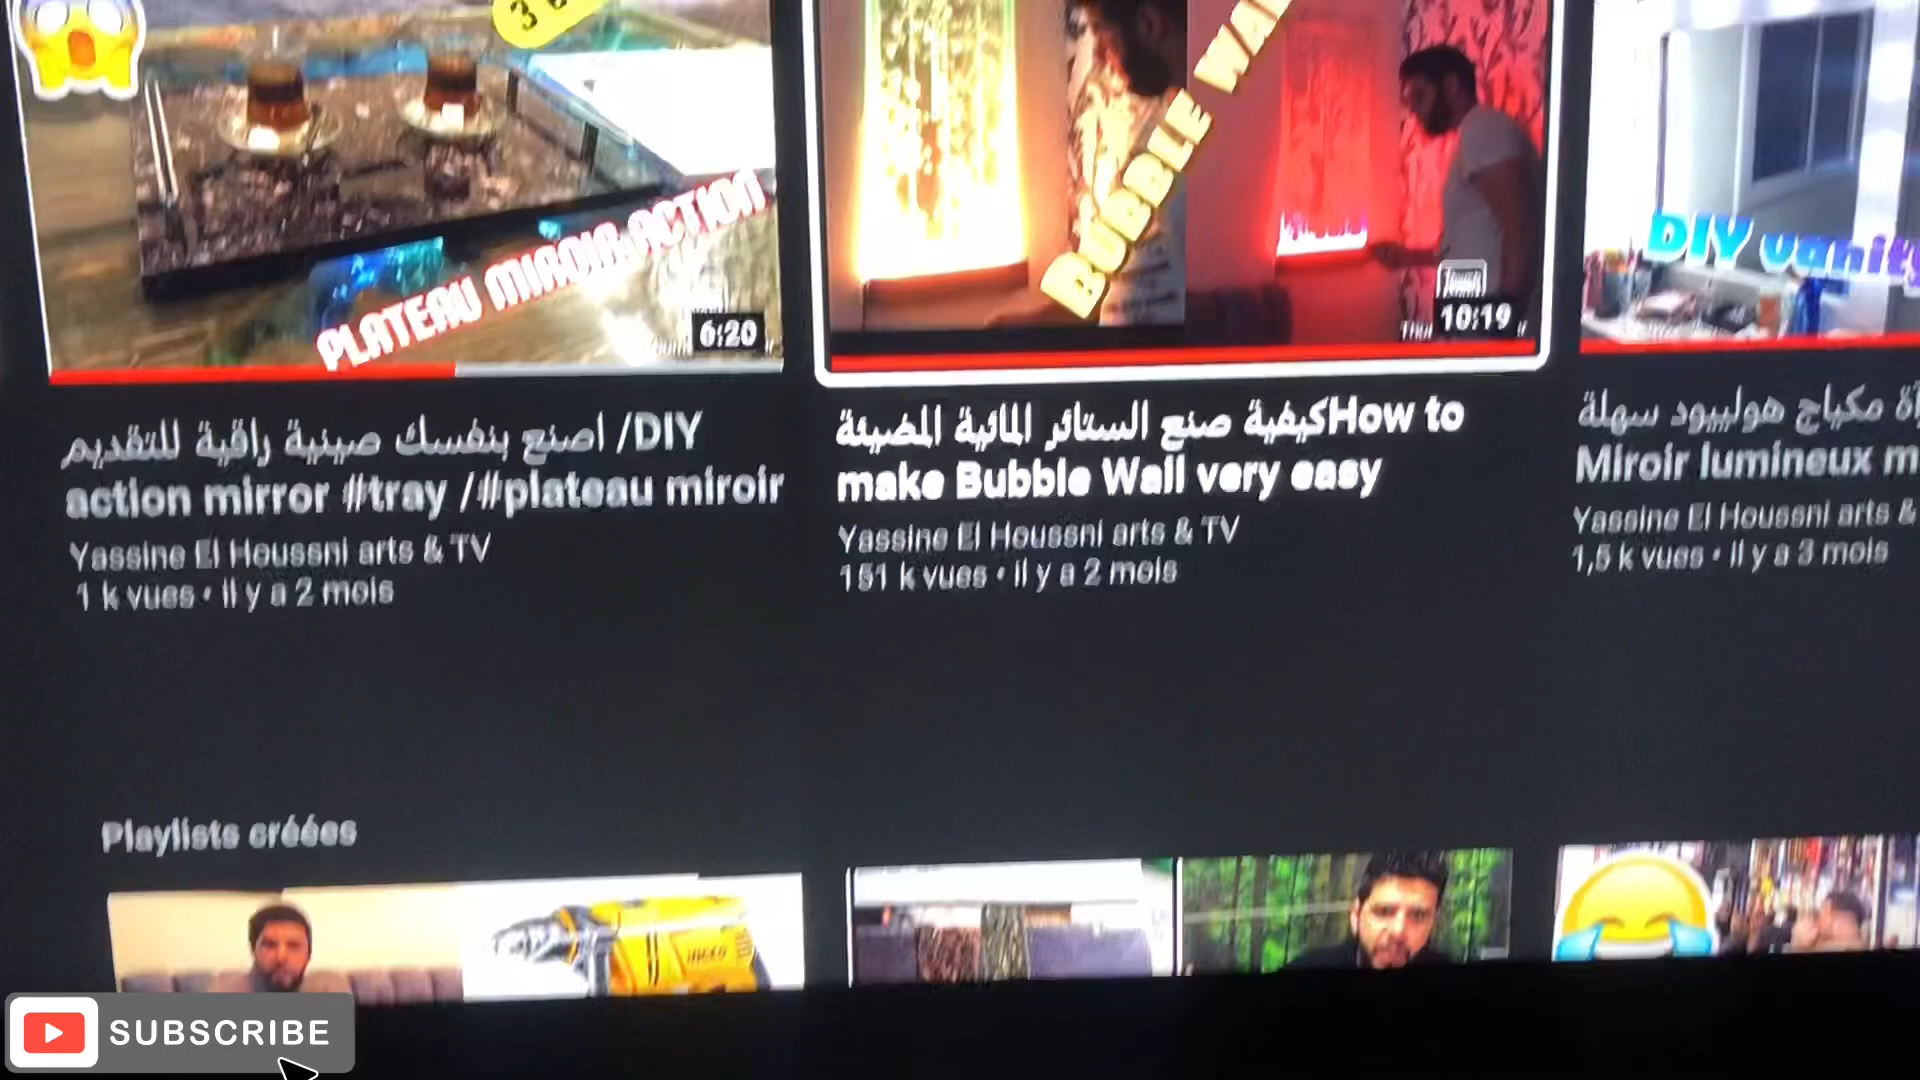 PLATEAU MIROIR ACTION
6:20
BUBBLE WAL
10:19
DIY vanity
اصنع بنفسك صينية راقية للتقديم /DIY
action mirror #tray /#plateau miroir
Yassine El Houssni arts & TV
1 k vues • il y a 2 mois
كيفية صنع الستائر المائية المضيئةHow to
make Bubble Wall very easy
Yassine El Houssni arts & TV
151 k vues • il y a 2 mois
مكياج هوليود سهلة
Miroir lumineux m
Yassine El Houssni arts &
1,5 k vues • il y a 3 mois
Playlists créées
INGCO
SUBSCRIBE